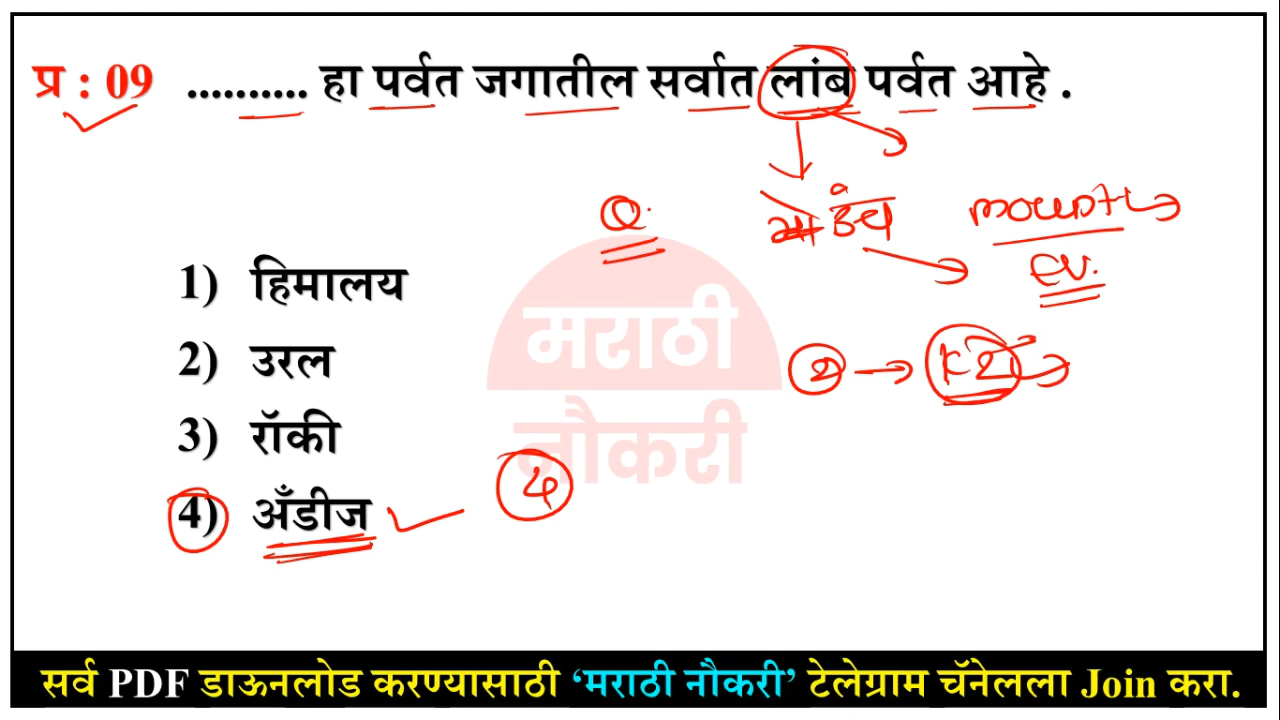 प्र : 09 .......... हा पर्वत जगातील सर्वात लांब पर्वत आहे .
Q.
उंच
mount
EV.
1) हिमालय
2) उरल
3) रॉकी
4) अँडीज
२ → K2
द
मराठी
नौकरी
सर्व PDF डाऊनलोड करण्यासाठी ‘मराठी नौकरी’ टेलेग्राम चॅनेलला Join करा.